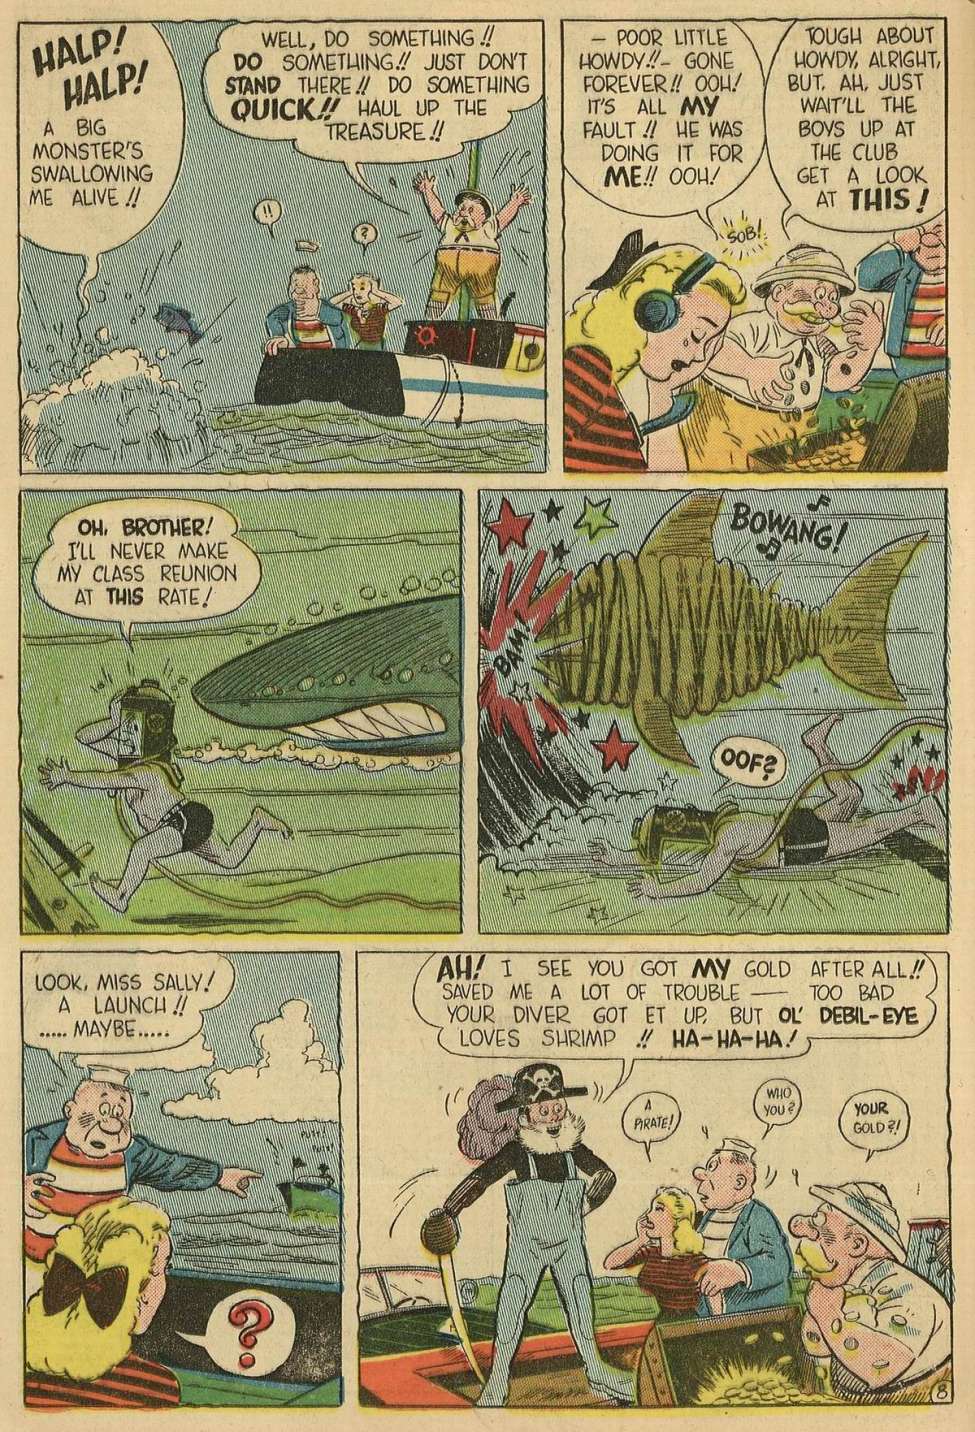 HALP!
HALP!
A BIG
MONSTER'S
SWALLOWING
ME ALIVE!!
WELL, DO SOMETHING!!
DO SOMETHING!! JUST DON'T
STAND THERE!! DO SOMETHING
QUICK!! HAUL UP THE
TREASURE!!
!!
?
- POOR LITTLE
HOWDY!!- GONE
FOREVER!! OOH!
IT'S ALL MY
FAULT!! HE WAS
DOING IT FOR
ME!! OOH!
SOB!
TOUGH ABOUT
HOWDY, ALRIGHT,
BUT, AH, JUST
WAIT'LL THE
BOYS UP AT
THE CLUB
GET A LOOK
AT THIS!
OH, BROTHER!
I'LL NEVER MAKE
MY CLASS REUNION
AT THIS RATE!
BOWANG!
BAM!
OOF?
LOOK, MISS SALLY!
A LAUNCH!!
..... MAYBE.....
PUTT!
PUTT!
?
AH! I SEE YOU GOT MY GOLD AFTER ALL!!
SAVED ME A LOT OF TROUBLE — TOO BAD
YOUR DIVER GOT ET UP, BUT OL' DEBIL-EYE
LOVES SHRIMP!! HA-HA-HA!
A
PIRATE!
WHO
YOU?
YOUR
GOLD?!
8